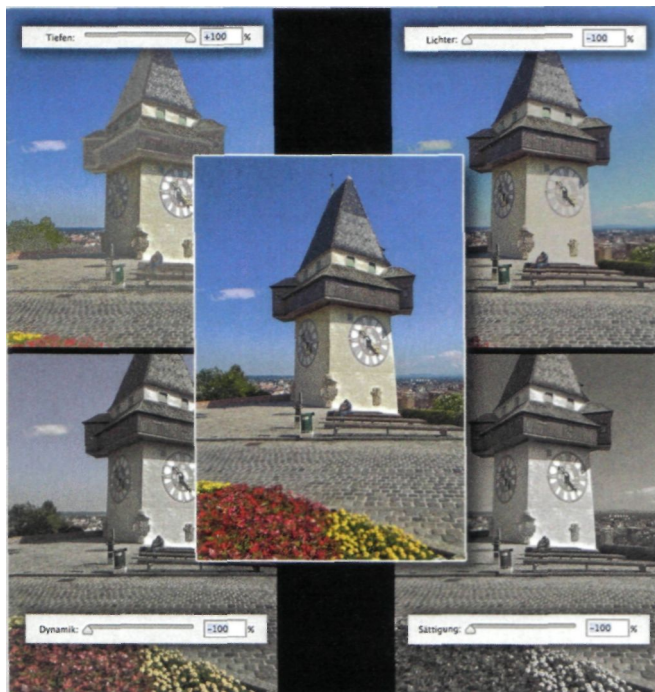 Tiefen: +100 %
Lichter: -100 %
Dynamik: -100 %
Sättigung: -100 %